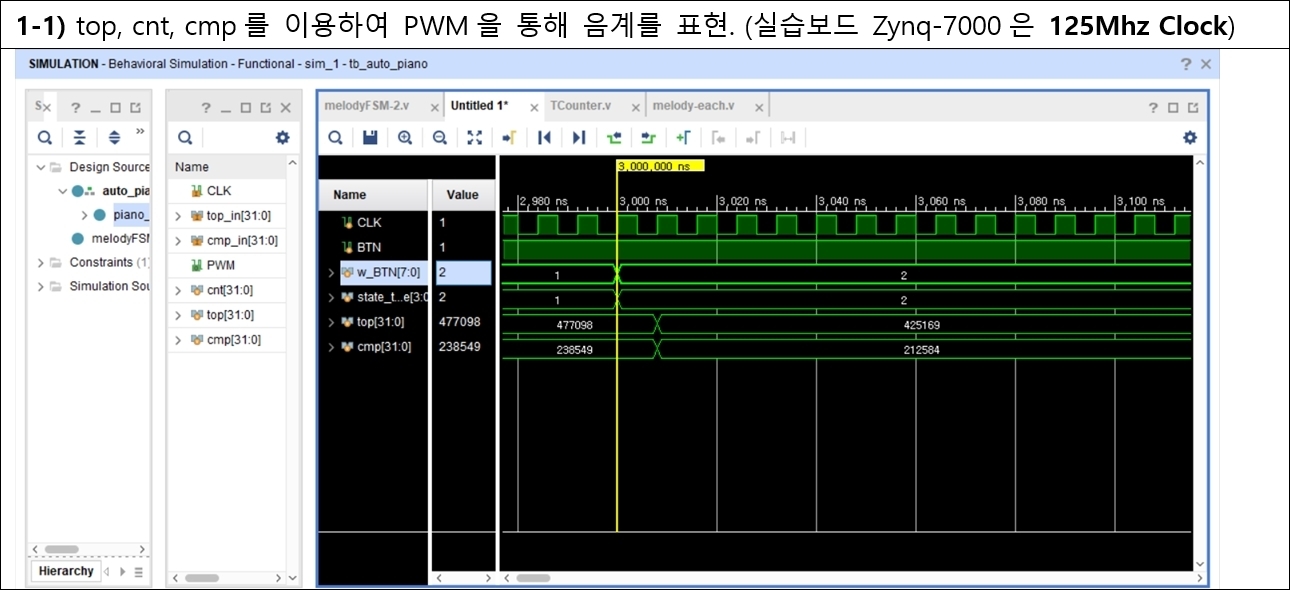 1-1) top, cnt, cmp 를 이용하여 PWM 을 통해 음계를 표현. (실습보드 Zynq-7000 은 125Mhz Clock)
SIMULATION - Behavioral Simulation - Functional - sim_1 - tb_auto_piano
? ×
S × ? _
? _ ×
melodyFSM-2.v ×
Untitled 1* ×
TCounter.v ×
melody-each.v ×
?
»
Design Source
auto_pia
piano_
melodyFSM
Constraints (1)
Simulation Sou
Hierarchy
Name
CLK
top_in[31:0]
cmp_in[31:0]
PWM
cnt[31:0]
top[31:0]
cmp[31:0]
Name Value
CLK 1
BTN 1
w_BTN[7:0] 2
state_t...e[3:0 2
top[31:0] 477098
cmp[31:0] 238549
3,000,000 ns
2,980 ns 3,000 ns 3,020 ns 3,040 ns 3,060 ns 3,080 ns 3,100 ns
1 2
1 2
477098 425169
238549 212584